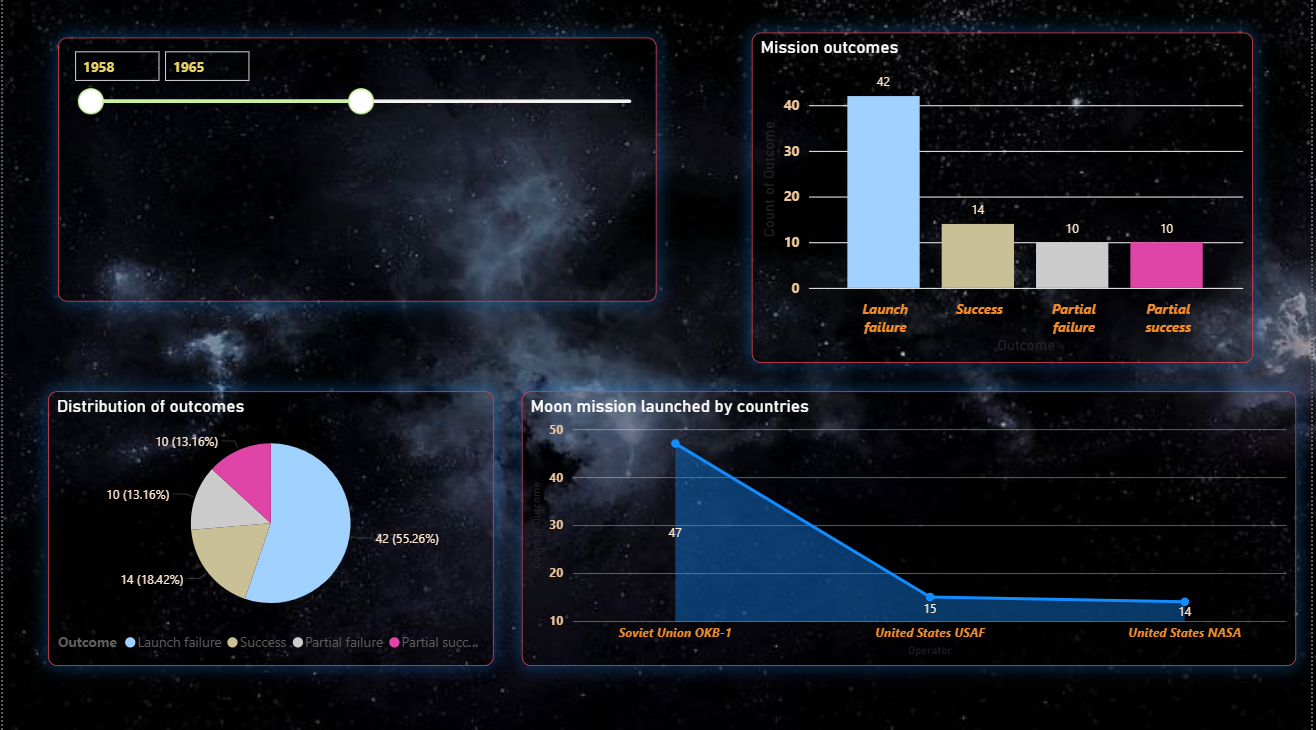 1958 1965
Mission outcomes
42
40
30
20
14
10
10
10
0
Count of Outcome
Launch failure
Success
Partial failure
Partial success
Outcome
Distribution of outcomes
10 (13.16%)
10 (13.16%)
42 (55.26%)
14 (18.42%)
Outcome Launch failure Success Partial failure Partial succ...
Moon mission launched by countries
50
40
30
20
10
47
15
14
Soviet Union OKB-1
United States USAF
United States NASA
Operator